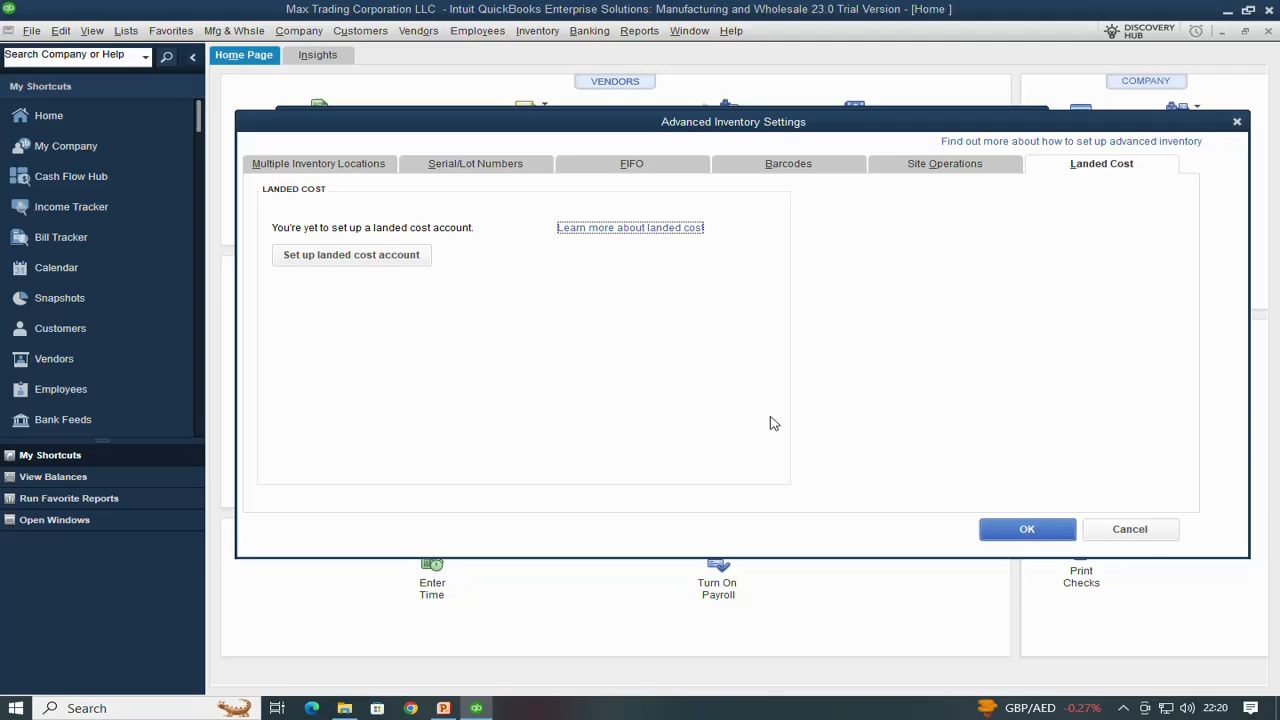 Max Trading Corporation LLC - Intuit QuickBooks Enterprise Solutions: Manufacturing and Wholesale 23.0 Trial Version - [Home ]
File Edit View Lists Favorites Mfg & Whsle Company Customers Vendors Employees Inventory Banking Reports Window Help
DISCOVERY HUB
Search Company or Help
Home Page
Insights
My Shortcuts
Home
My Company
Cash Flow Hub
Income Tracker
Bill Tracker
Calendar
Snapshots
Customers
Vendors
Employees
Bank Feeds
My Shortcuts
View Balances
Run Favorite Reports
Open Windows
VENDORS
COMPANY
Advanced Inventory Settings
Find out more about how to set up advanced inventory
Multiple Inventory Locations
Serial/Lot Numbers
FIFO
Barcodes
Site Operations
Landed Cost
LANDED COST
You're yet to set up a landed cost account.
Learn more about landed cost
Set up landed cost account
OK
Cancel
Enter
Time
Turn On
Payroll
Print
Checks
Search
GBP/AED -0.27%
22:20